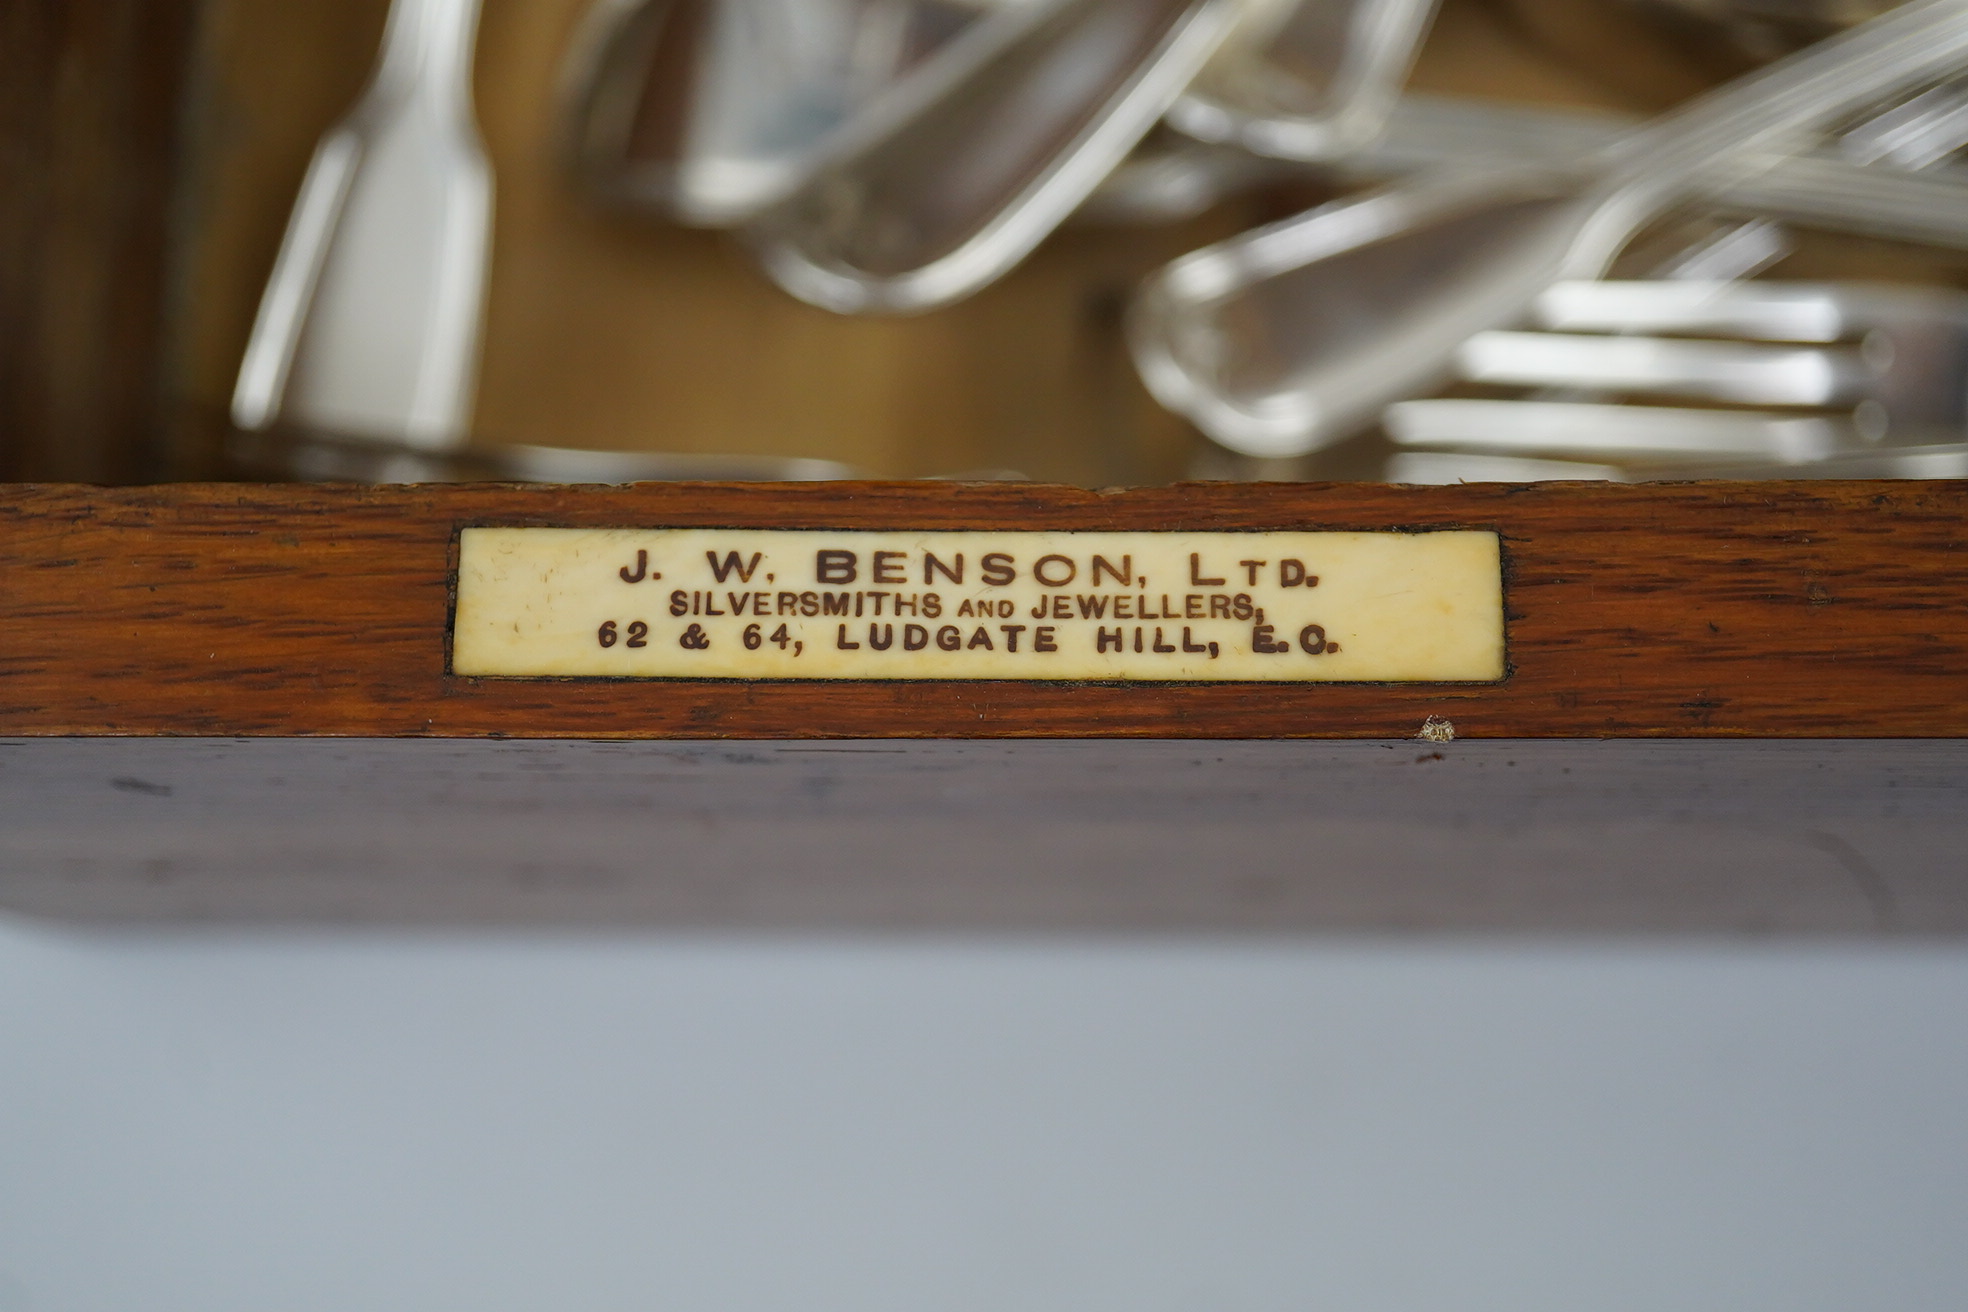 J. W. BENSON, LTD.
SILVERSMITHS AND JEWELLERS,
62 & 64, LUDGATE HILL, E.C.